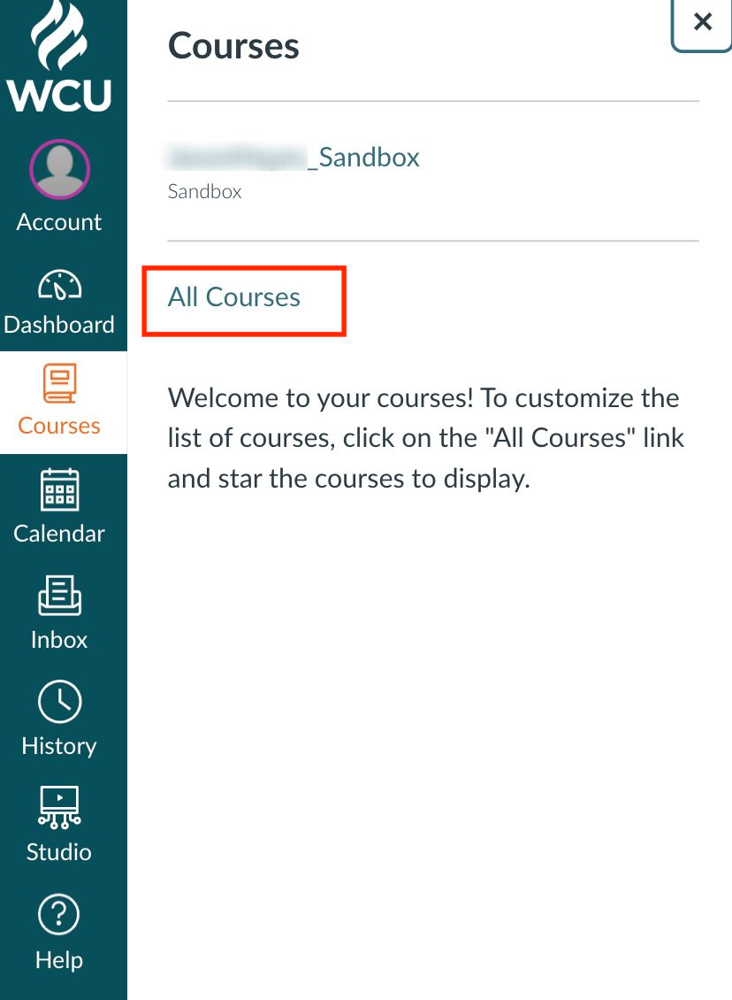 WCU
Account
Dashboard
Courses
Calendar
Inbox
History
Studio
Help
Courses
_Sandbox
Sandbox
All Courses
Welcome to your courses! To customize the
list of courses, click on the "All Courses" link
and star the courses to display.